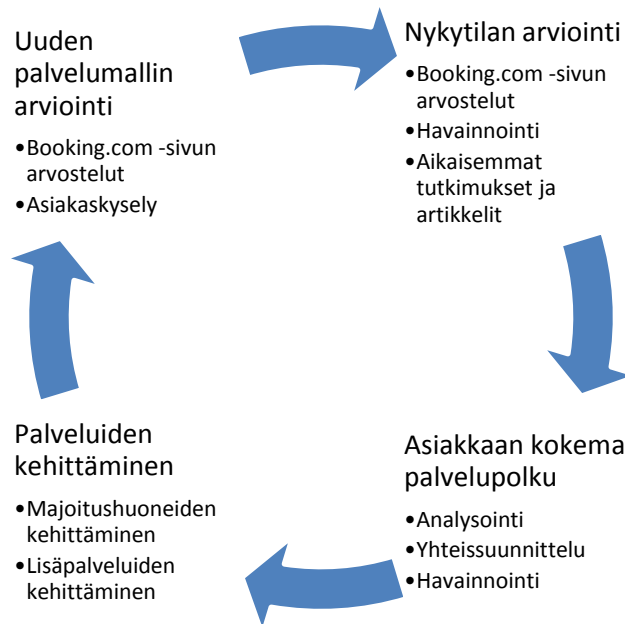 Uuden
palvelumallin
arviointi
•Booking.com -sivun
arvostelut
•Asiakaskysely
Nykytilan arviointi
•Booking.com -sivun
arvostelut
•Havainnointi
•Aikaisemmat
tutkimukset ja
artikkelit
Asiakkaan kokema
palvelupolku
•Analysointi
•Yhteissuunnittelu
•Havainnointi
Palveluiden
kehittäminen
•Majoitushuoneiden
kehittäminen
•Lisäpalveluiden
kehittäminen